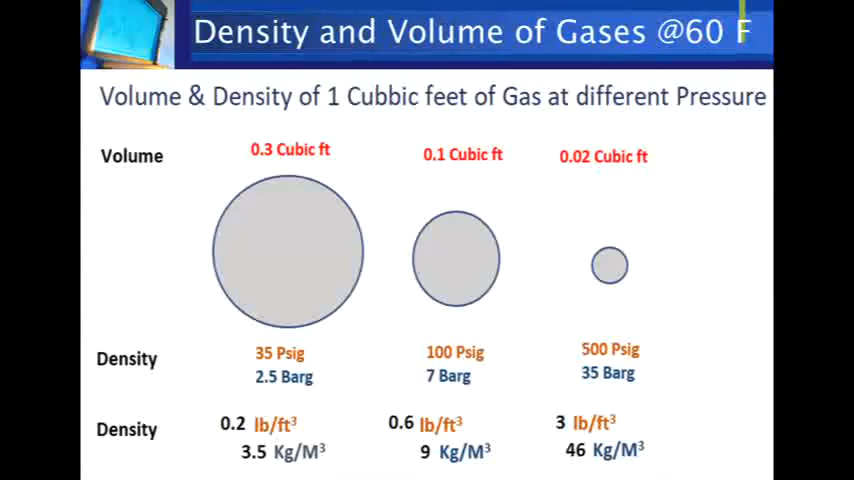 Density and Volume of Gases @60 F
Volume & Density of 1 Cubbic feet of Gas at different Pressure
Volume 0.3 Cubic ft 0.1 Cubic ft 0.02 Cubic ft
Density 35 Psig 100 Psig 500 Psig
2.5 Barg 7 Barg 35 Barg
Density 0.2 lb/ft³ 0.6 lb/ft³ 3 lb/ft³
3.5 Kg/M³ 9 Kg/M³ 46 Kg/M³